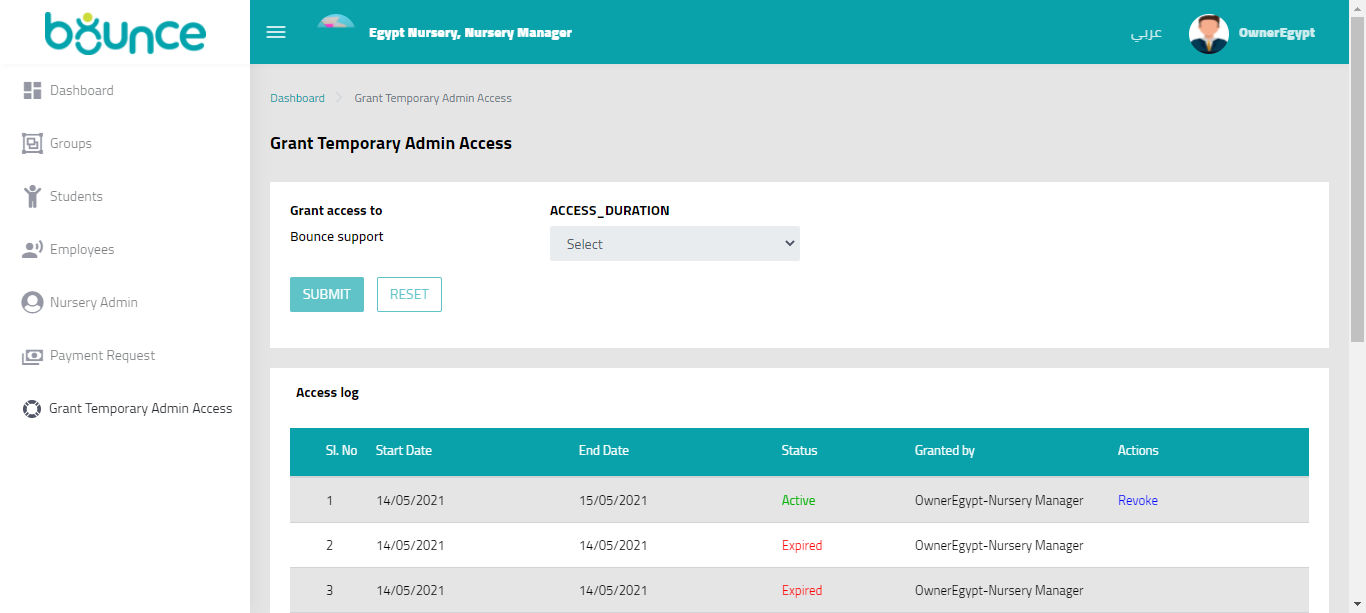 bounce
Egypt Nursery, Nursery Manager
عربي
OwnerEgypt
Dashboard
Groups
Students
Employees
Nursery Admin
Payment Request
Grant Temporary Admin Access
Dashboard
Grant Temporary Admin Access
Grant Temporary Admin Access
Grant access to
ACCESS_DURATION
Bounce support
Select
SUBMIT RESET
Access log
Sl. No Start Date End Date Status Granted by Actions
1 14/05/2021 15/05/2021 Active OwnerEgypt-Nursery Manager Revoke
2 14/05/2021 14/05/2021 Expired OwnerEgypt-Nursery Manager
3 14/05/2021 14/05/2021 Expired OwnerEgypt-Nursery Manager